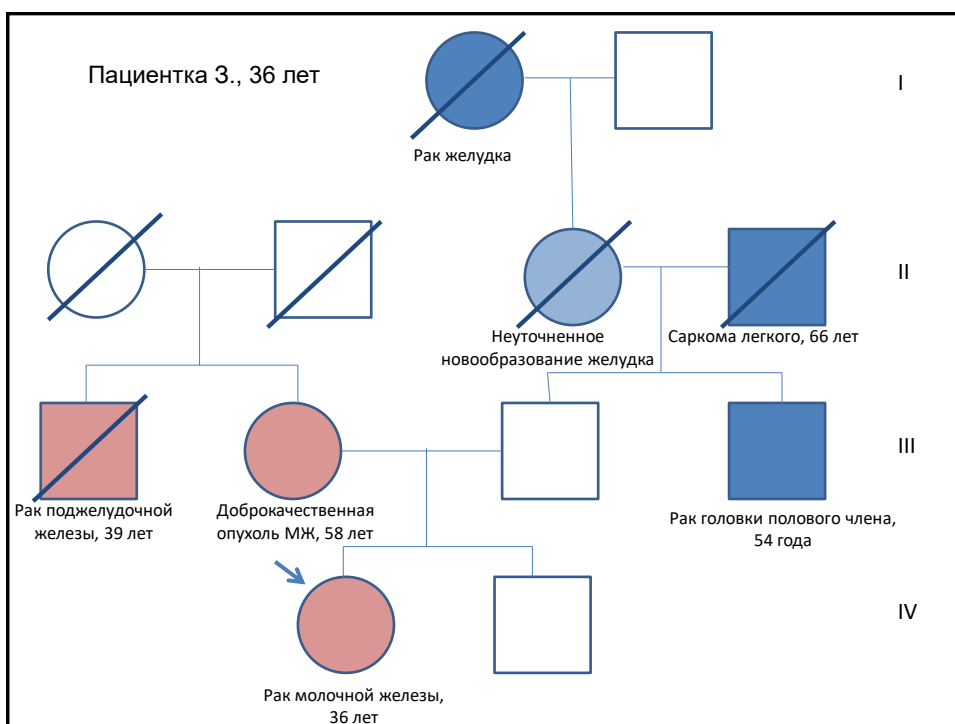 Пациентка З., 36 лет
I
Рак желудка
II
Неуточненное
новообразование желудка
Саркома легкого, 66 лет
III
Рак поджелудочной
железы, 39 лет
Доброкачественная
опухоль МЖ, 58 лет
Рак головки полового члена,
54 года
IV
Рак молочной железы,
36 лет